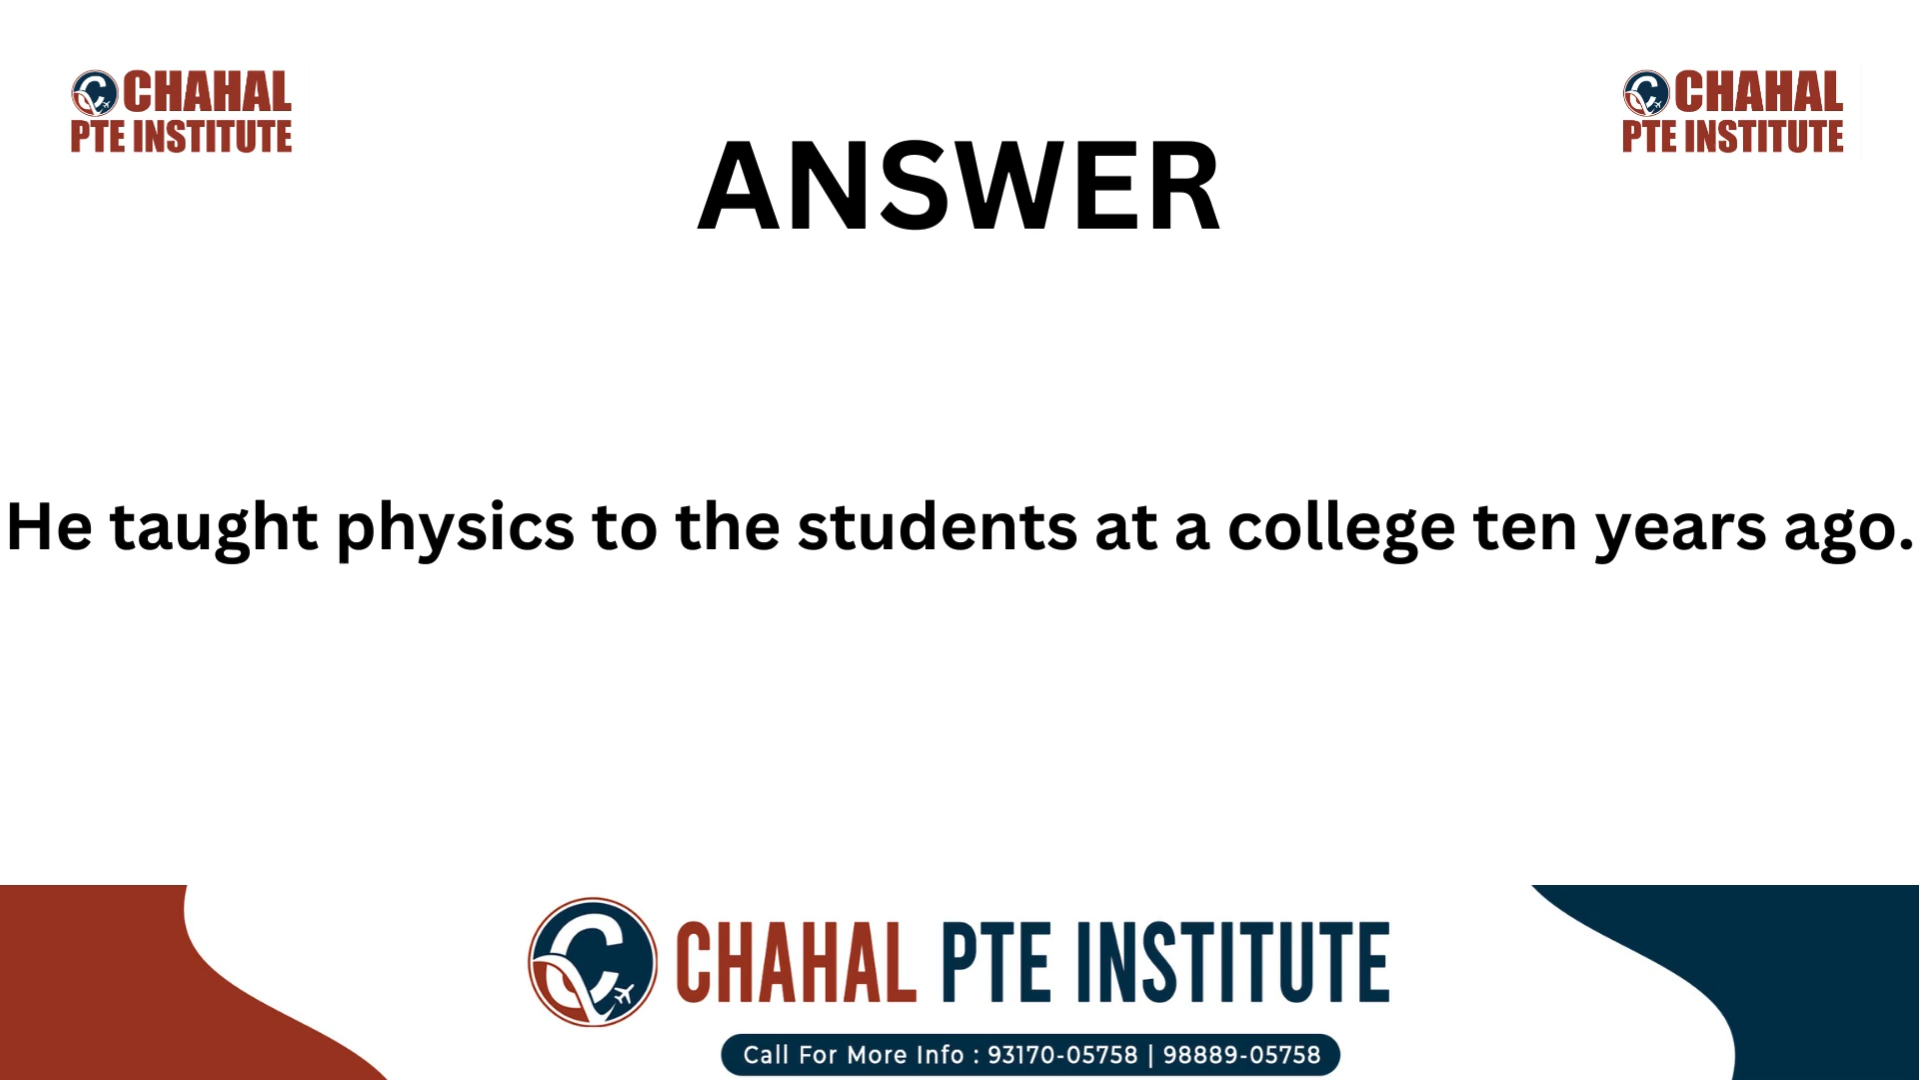 CHAHAL
PTE INSTITUTE
CHAHAL
PTE INSTITUTE
ANSWER
He taught physics to the students at a college ten years ago.
CHAHAL PTE INSTITUTE
Call For More Info : 93170-05758 | 98889-05758